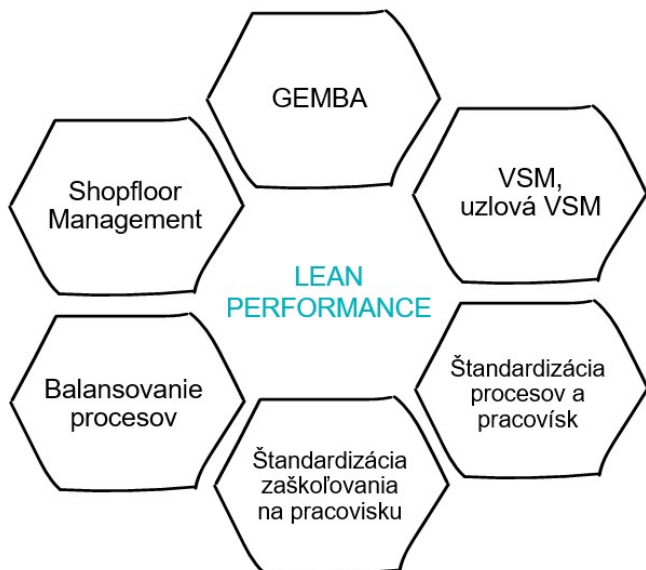 GEMBA
Shopfloor
Management
VSM,
uzlová VSM
LEAN
PERFORMANCE
Balansovanie
procesov
Štandardizácia
procesov a
pracovísk
Štandardizácia
zaškoľovania
na pracovisku